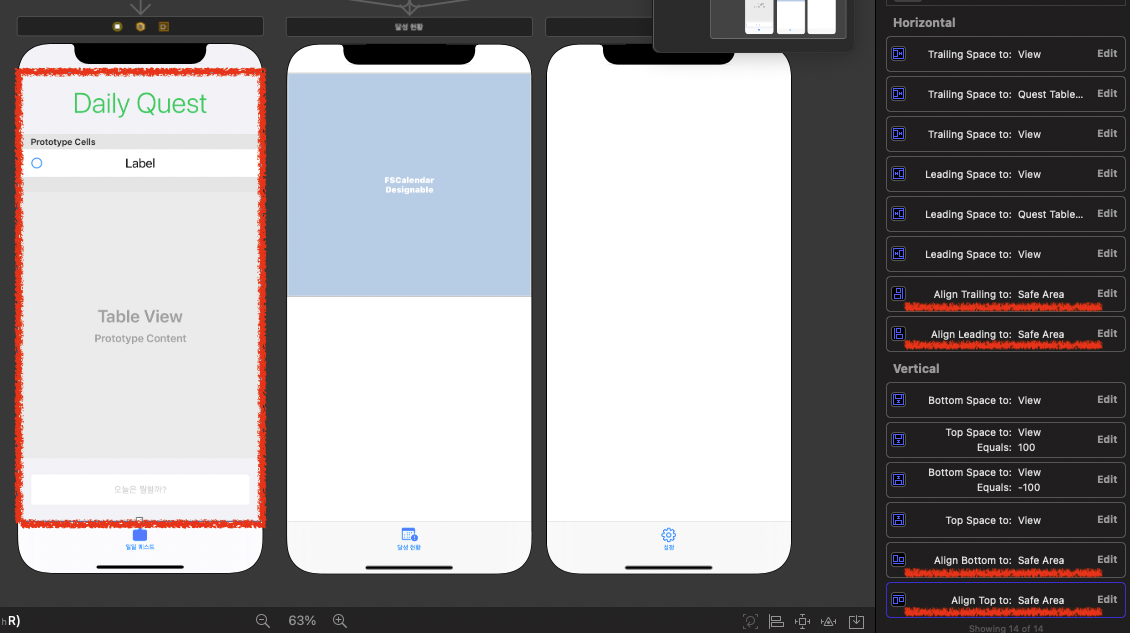 달성 현황
Daily Quest
Prototype Cells
Label
Table View
Prototype Content
오늘은 뭘할까?
FSCalendar
Designable
달성 현황
설정
hR)
63%
Horizontal
Trailing Space to: View Edit
Trailing Space to: Quest Table... Edit
Trailing Space to: View Edit
Leading Space to: View Edit
Leading Space to: Quest Table... Edit
Leading Space to: View Edit
Align Trailing to: Safe Area Edit
Align Leading to: Safe Area Edit
Vertical
Bottom Space to: View Edit
Top Space to: View
Equals: 100 Edit
Bottom Space to: View
Equals: -100 Edit
Top Space to: View Edit
Align Bottom to: Safe Area Edit
Align Top to: Safe Area Edit
Showing 14 of 14